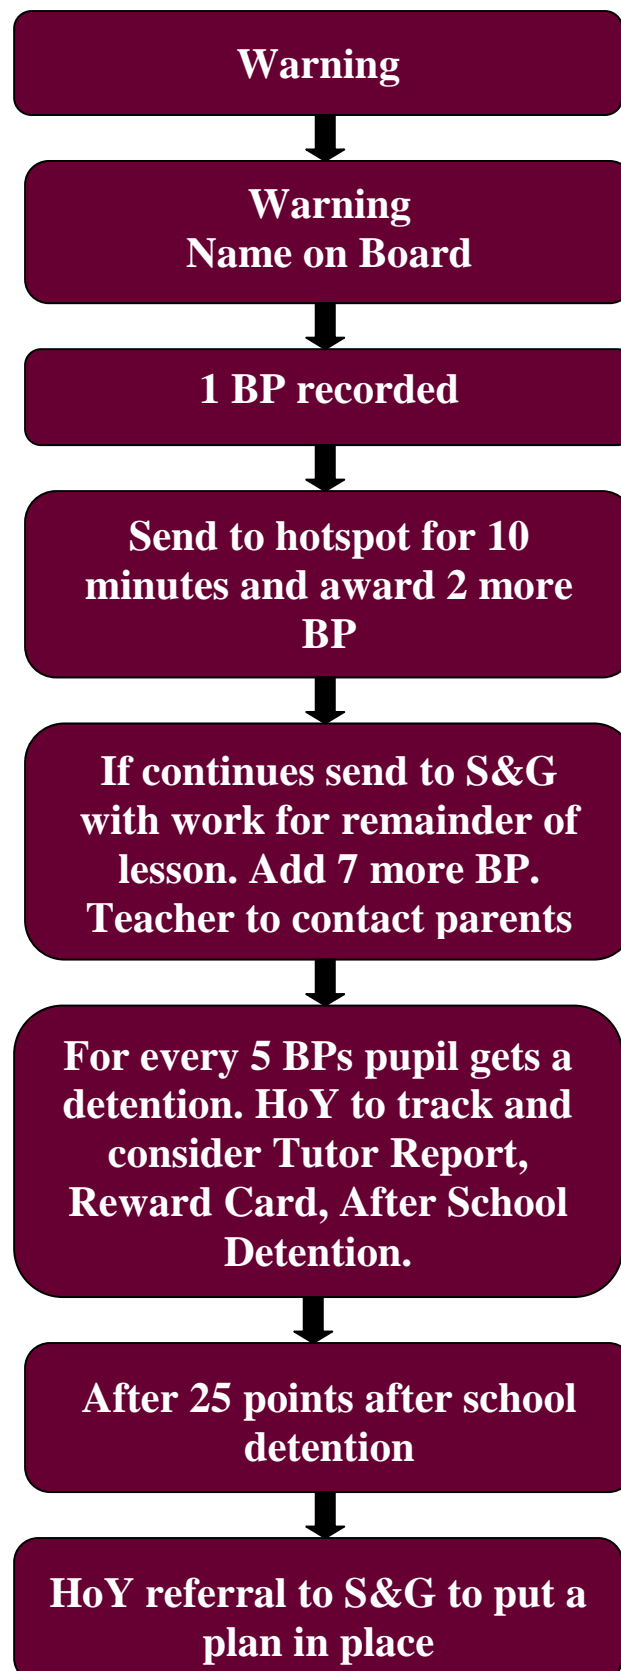 Warning
Warning
Name on Board
1 BP recorded
Send to hotspot for 10
minutes and award 2 more
BP
If continues send to S&G
with work for remainder of
lesson. Add 7 more BP.
Teacher to contact parents
For every 5 BPs pupil gets a
detention. HoY to track and
consider Tutor Report,
Reward Card, After School
Detention.
After 25 points after school
detention
HoY referral to S&G to put a
plan in place